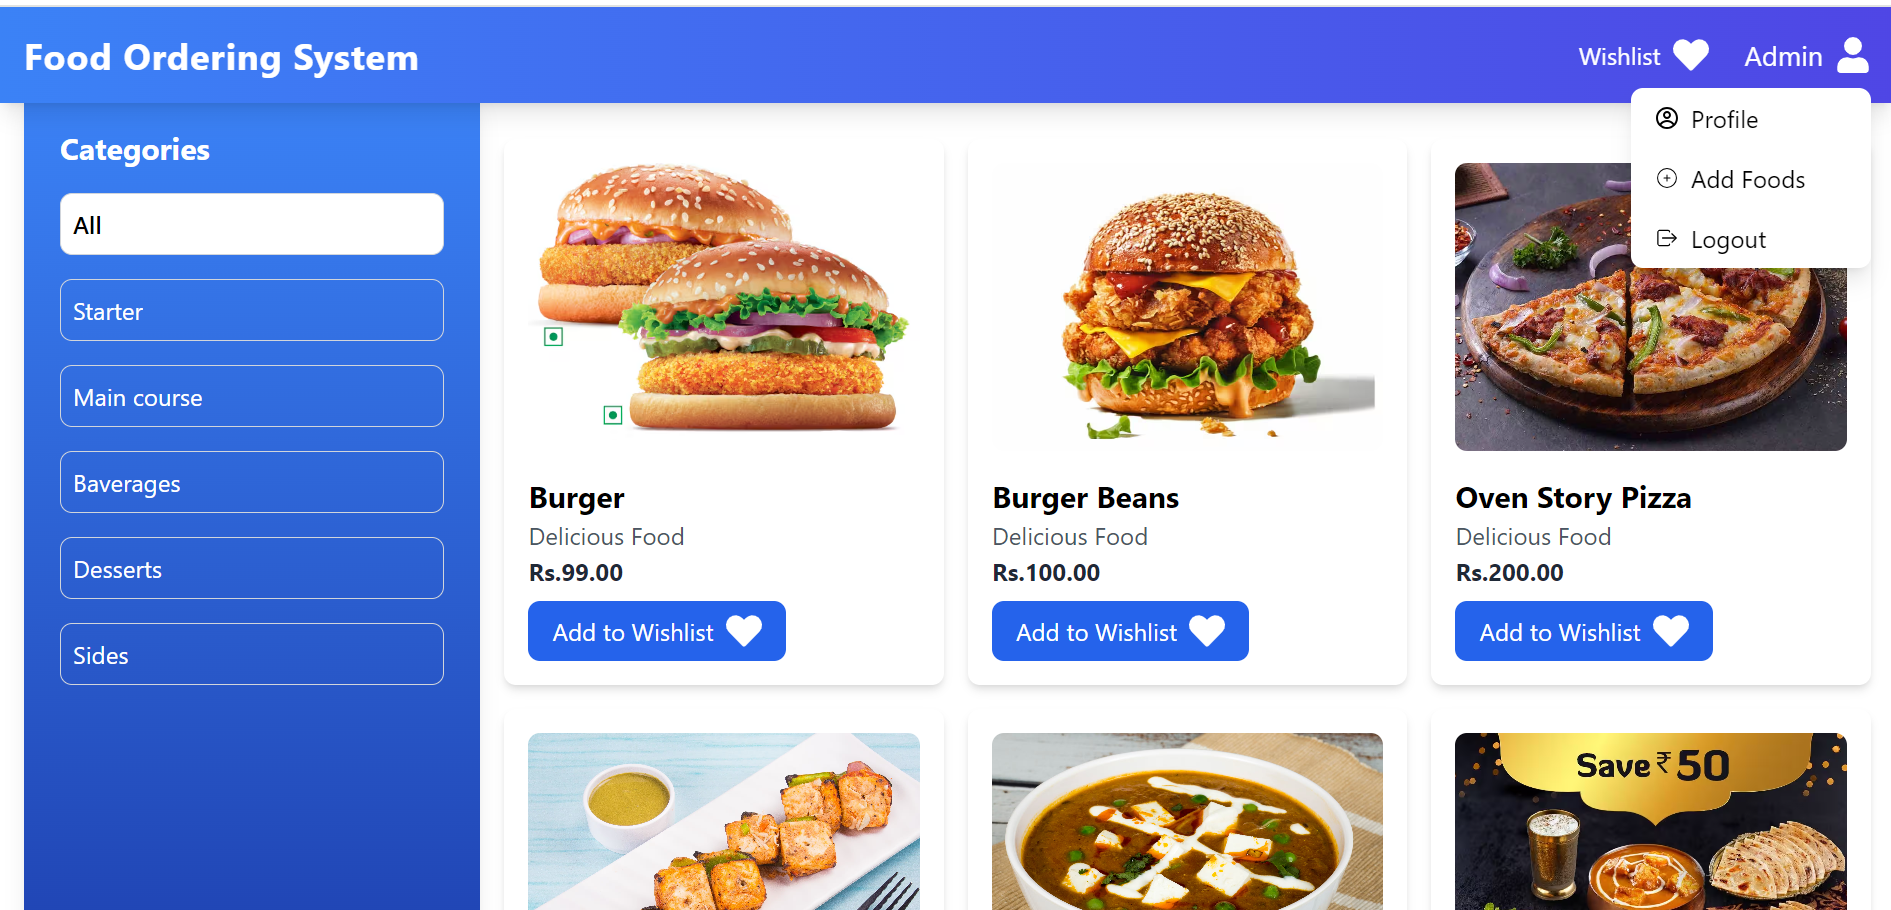 Food Ordering System
Wishlist
Admin
Profile
Add Foods
Logout
Categories
All
Starter
Main course
Baverages
Desserts
Sides
Burger
Delicious Food
Rs.99.00
Add to Wishlist
Burger Beans
Delicious Food
Rs.100.00
Add to Wishlist
Oven Story Pizza
Delicious Food
Rs.200.00
Add to Wishlist
Save ₹50